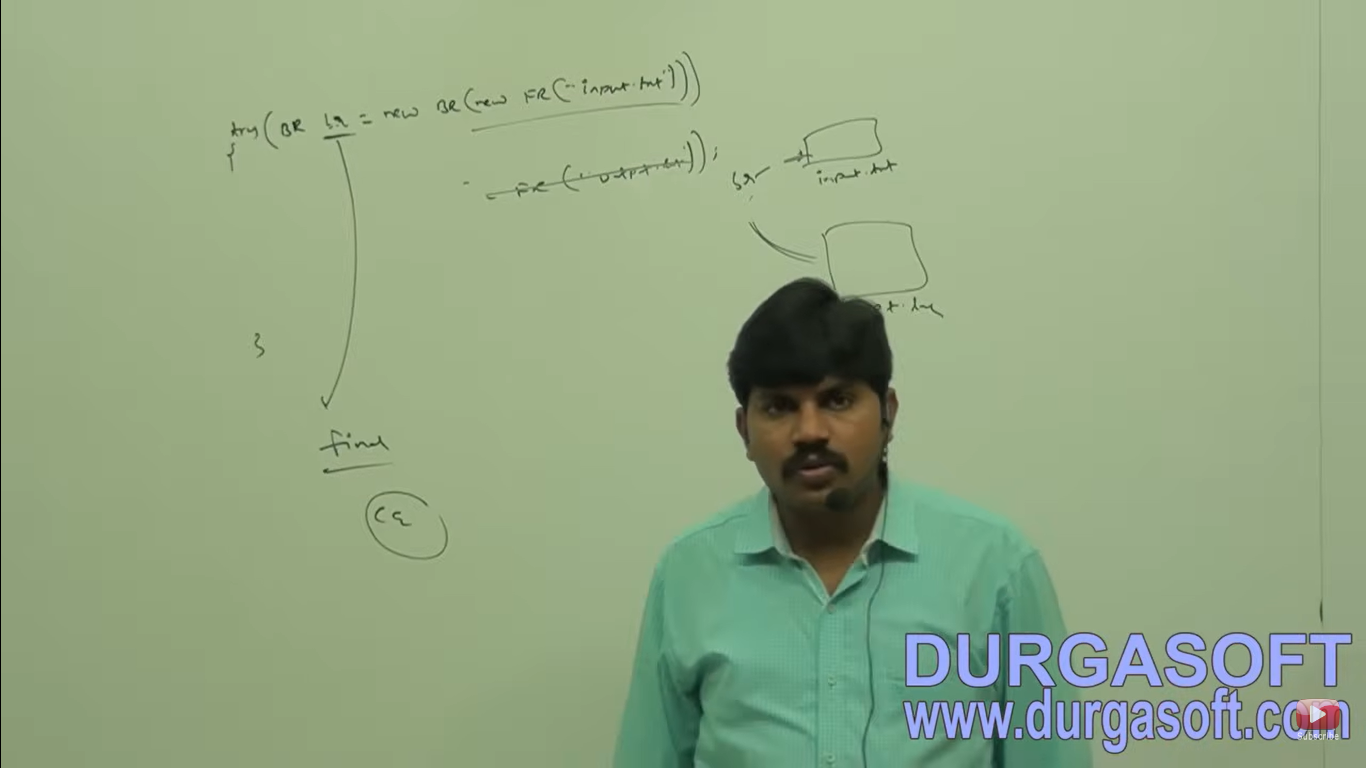 try(BR br = new BR(new FR("input.txt")))
{
FR ("output.txt"));
br
input.txt
}
final
CE
DURGASOFT
www.durgasoft.com
Subscribe